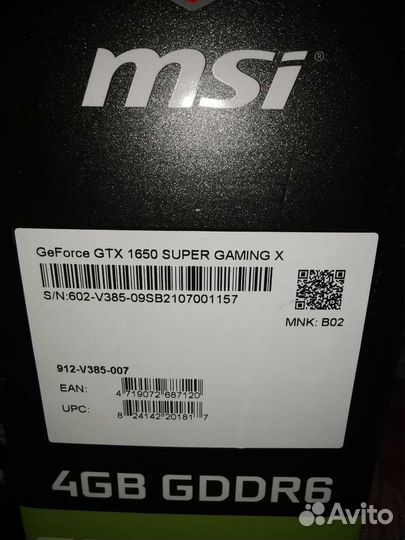 msi®
GeForce GTX 1650 SUPER GAMING X
S/N:602-V385-09SB2107001157
MNK: B02
912-V385-007
EAN: 4 719072 687120
UPC: 8 24142 20181 7
4GB GDDR6
Avito